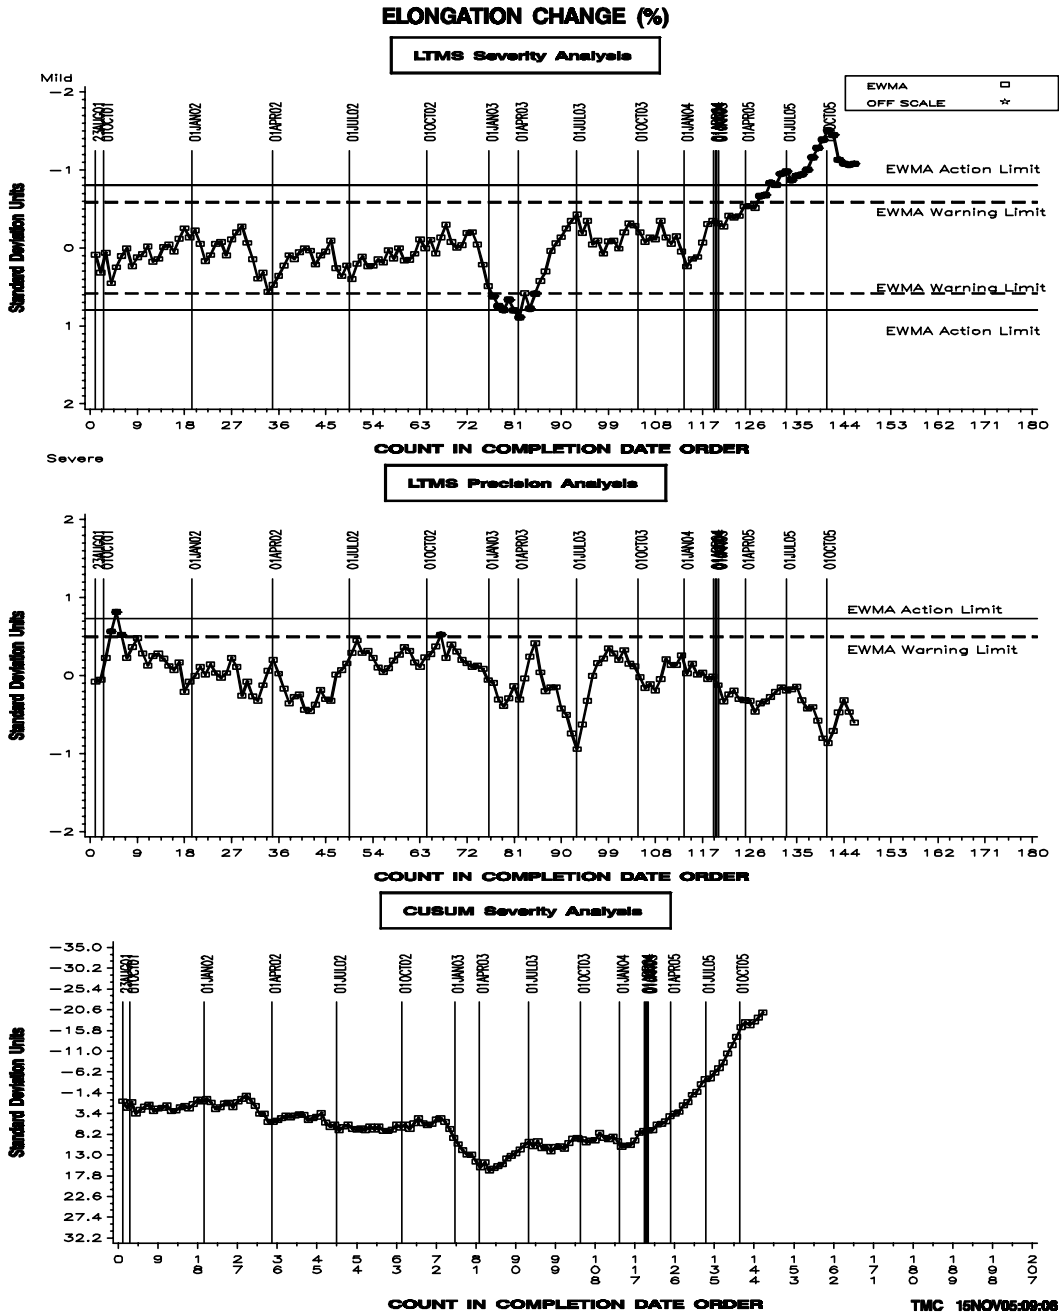 ELONGATION CHANGE (%)
LTMS Severity Analysis
Mild
EWMA
OFF SCALE
23AUG01 01OCT01 01JAN02 01APR02 01JUL02 01OCT02 01JAN03 01APR03 01JUL03 01OCT03 01JAN04 01APR05 01JUL05 01OCT05
Standard Deviation Units
-2
-1
0
1
2
EWMA Action Limit
EWMA Warning Limit
EWMA Warning Limit
EWMA Action Limit
0 9 18 27 36 45 54 63 72 81 90 99 108 117 126 135 144 153 162 171 180
COUNT IN COMPLETION DATE ORDER
Severe
LTMS Precision Analysis
23AUG01 01OCT01 01JAN02 01APR02 01JUL02 01OCT02 01JAN03 01APR03 01JUL03 01OCT03 01JAN04 01APR05 01JUL05 01OCT05
Standard Deviation Units
2
1
0
-1
-2
EWMA Action Limit
EWMA Warning Limit
0 9 18 27 36 45 54 63 72 81 90 99 108 117 126 135 144 153 162 171 180
COUNT IN COMPLETION DATE ORDER
CUSUM Severity Analysis
23AUG01 01OCT01 01JAN02 01APR02 01JUL02 01OCT02 01JAN03 01APR03 01JUL03 01OCT03 01JAN04 01APR05 01JUL05 01OCT05
Standard Deviation Units
-35.0
-30.2
-25.4
-20.6
-15.8
-11.0
-6.2
-1.4
3.4
8.2
13.0
17.8
22.6
27.4
32.2
0 9 18 27 36 45 54 63 72 81 90 99 108 117 126 135 144 153 162 171 180 198 207
COUNT IN COMPLETION DATE ORDER
TMC 15NOV05:09:06